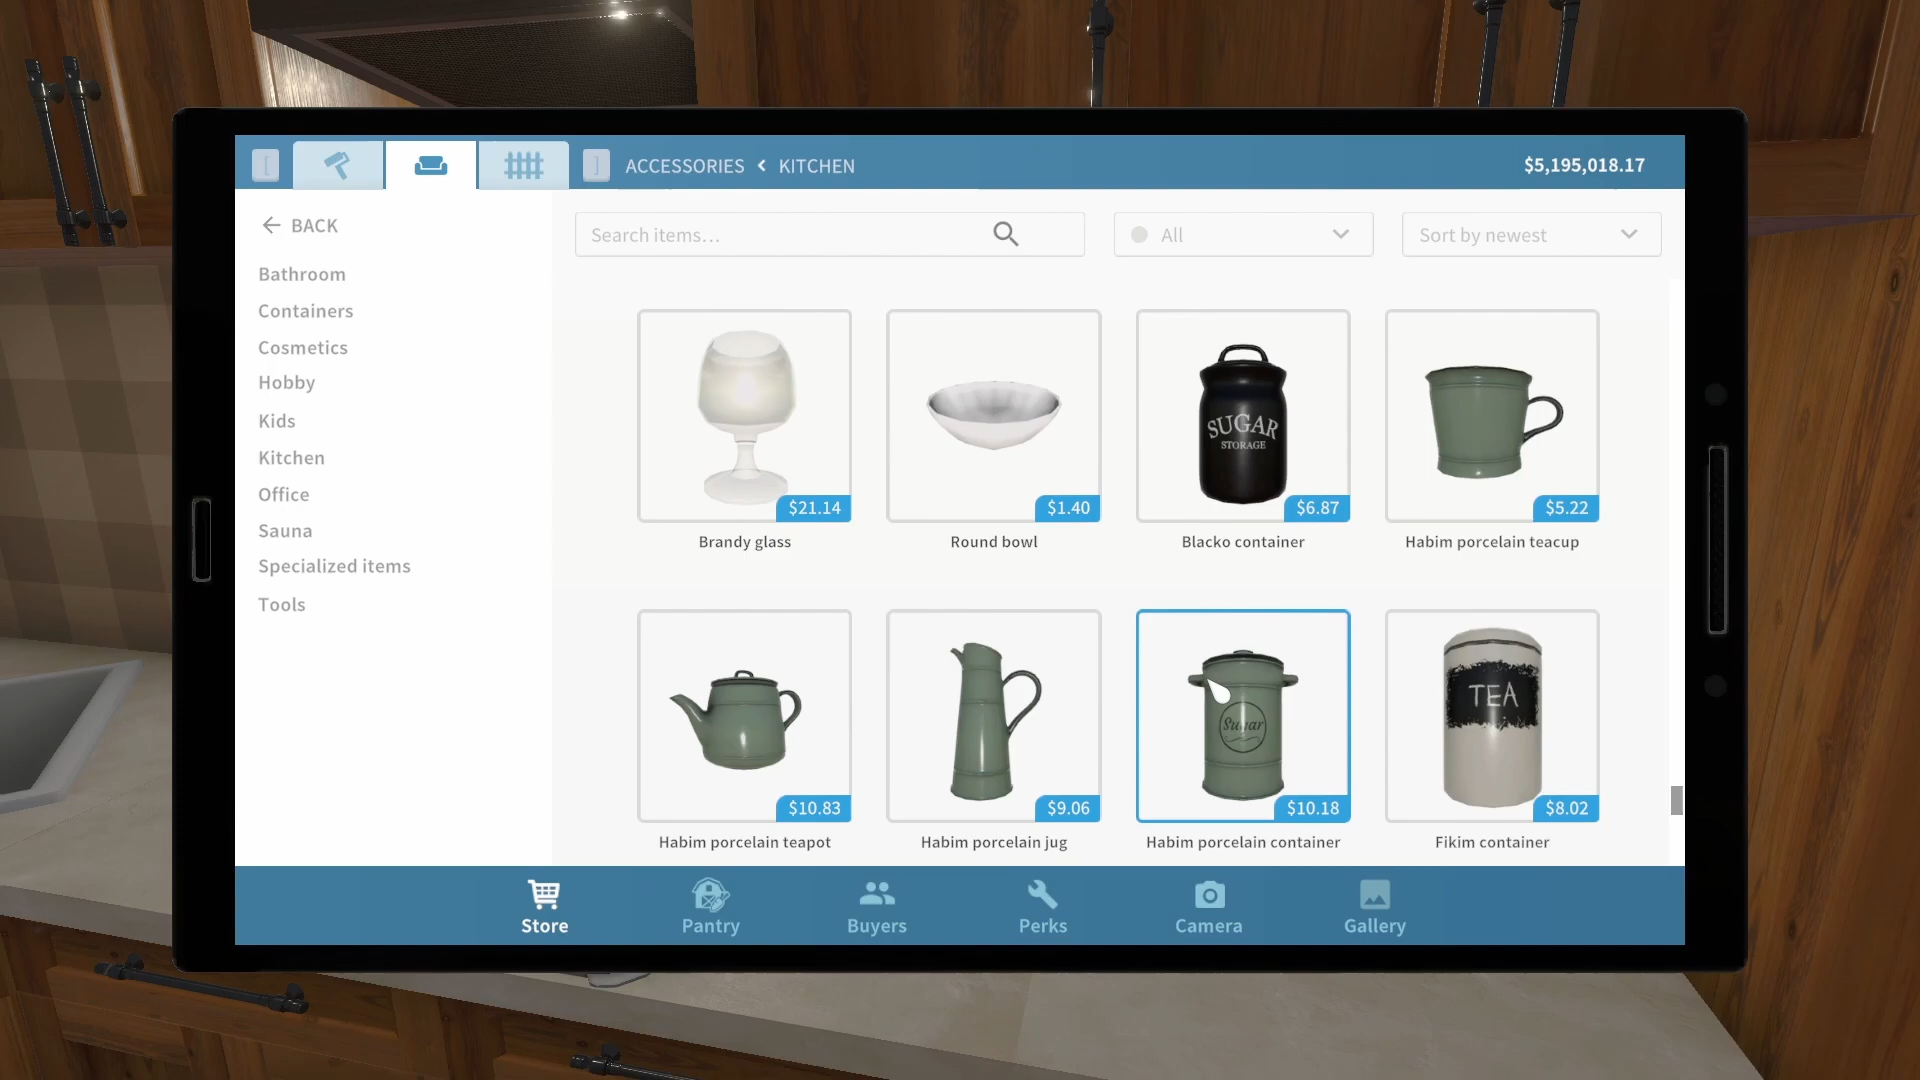 [
]
ACCESSORIES < KITCHEN
$5,195,018.17
BACK
Search items...
All
Sort by newest
Bathroom
Containers
Cosmetics
Hobby
Kids
Kitchen
Office
Sauna
Specialized items
Tools
SUGAR
STORAGE
$21.14
$1.40
$6.87
$5.22
Brandy glass
Round bowl
Blacko container
Habim porcelain teacup
Sugar
TEA
$10.83
$9.06
$10.18
$8.02
Habim porcelain teapot
Habim porcelain jug
Habim porcelain container
Fikim container
Store
Pantry
Buyers
Perks
Camera
Gallery